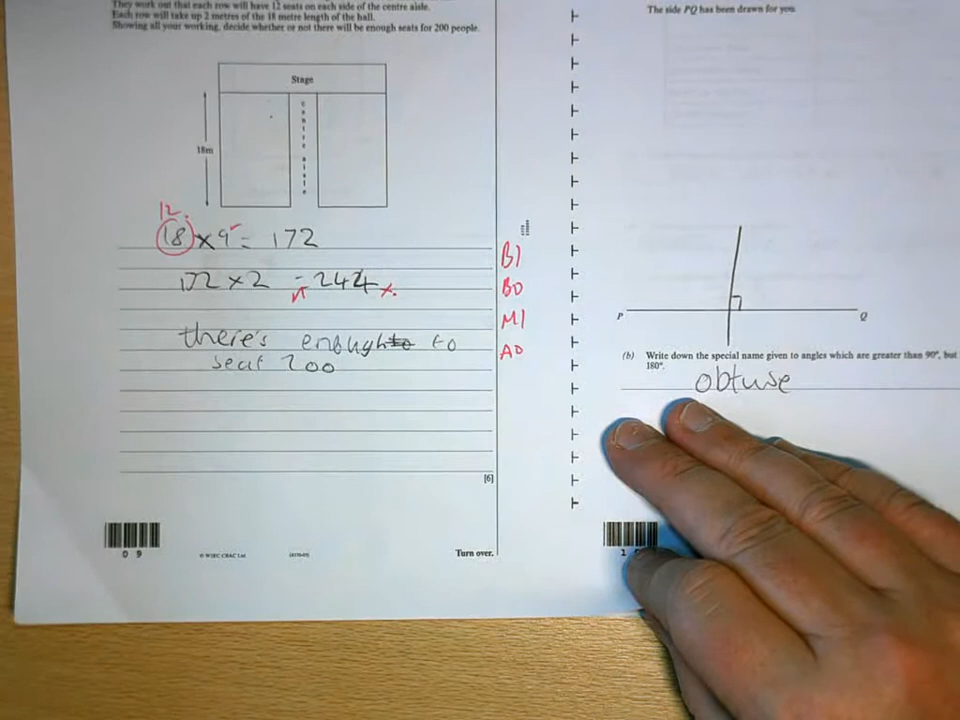 They work out that each row will have 12 seats on each side of the centre aisle.
Each row will take up 2 metres of the 18 metre length of the hall.
Showing all your working, decide whether or not there will be enough seats for 200 people.
Stage
Centre aisle
18m
12.
18 × 9 = 172
172 × 2 = 244
there's enough to to
seat 200
B1
B0
M1
A0
[6]
09
© WJEC CBAC Ltd.
Turn over.
The side PQ has been drawn for you.
P
Q
(b) Write down the special name given to angles which are greater than 90°, but
180°.
obtuse
1